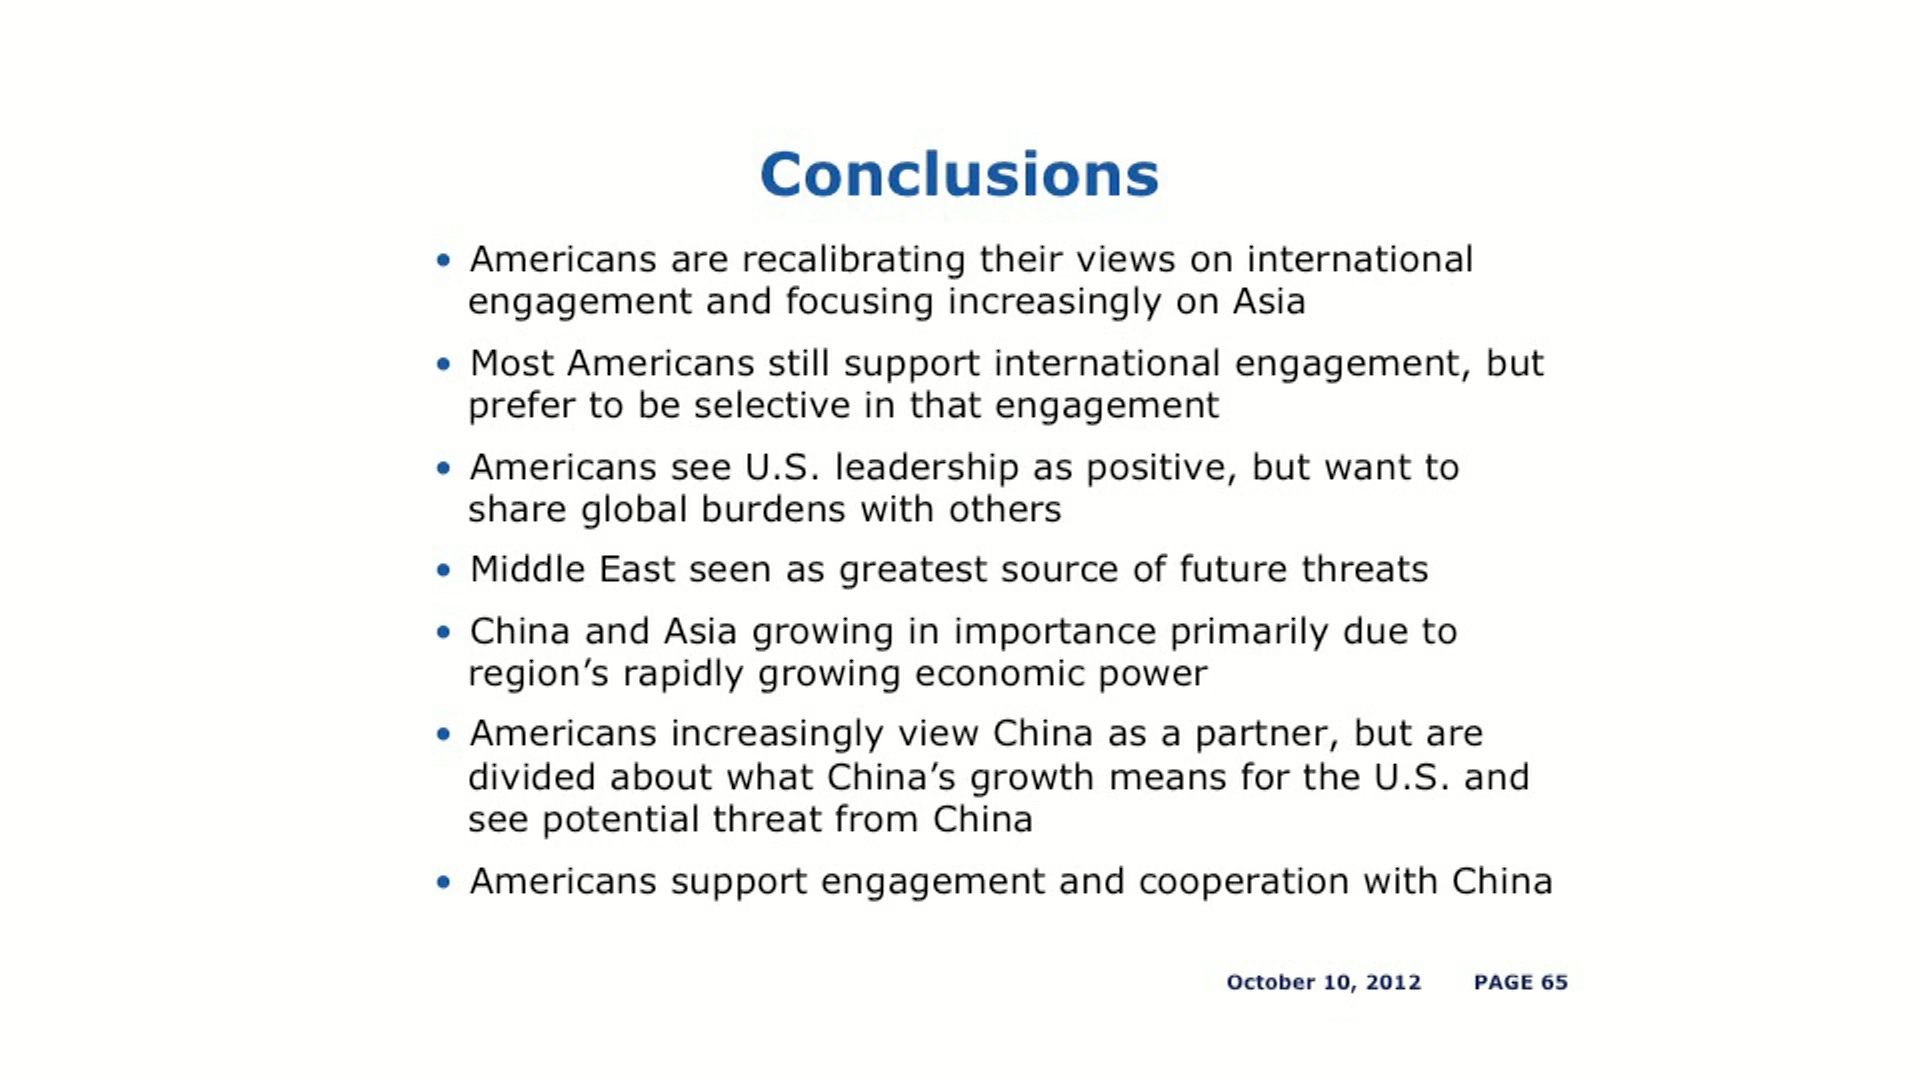 Conclusions
• Americans are recalibrating their views on international
engagement and focusing increasingly on Asia
• Most Americans still support international engagement, but
prefer to be selective in that engagement
• Americans see U.S. leadership as positive, but want to
share global burdens with others
• Middle East seen as greatest source of future threats
• China and Asia growing in importance primarily due to
region’s rapidly growing economic power
• Americans increasingly view China as a partner, but are
divided about what China’s growth means for the U.S. and
see potential threat from China
• Americans support engagement and cooperation with China
October 10, 2012 PAGE 65